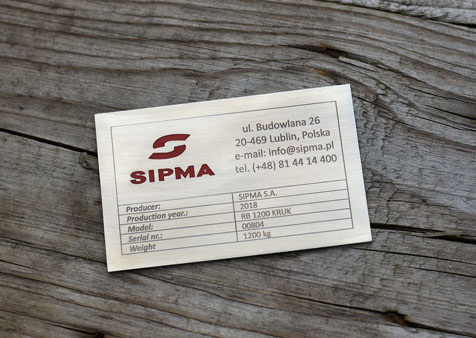 SIPMA
ul. Budowlana 26
20-469 Lublin, Polska
e-mail: info@sipma.pl
tel. (+48) 81 44 14 400
Producer: SIPMA S.A.
Production year.: 2018
Model: RB 1200 KRUK
Serial nr.: 00804
Weight 1200 kg